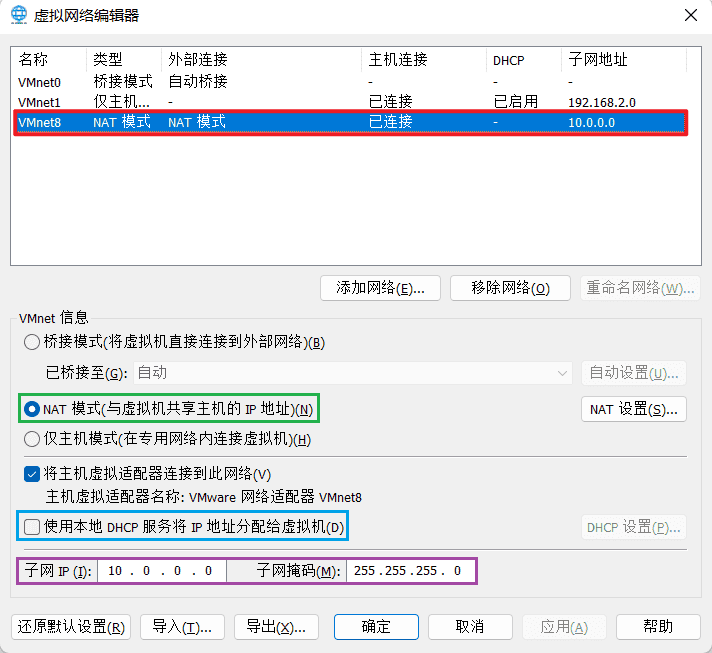 虚拟网络编辑器
名称 类型 外部连接 主机连接 DHCP 子网地址
VMnet0 桥接模式 自动桥接 - - -
VMnet1 仅主机... - 已连接 已启用 192.168.2.0
VMnet8 NAT 模式 NAT 模式 已连接 - 10.0.0.0
添加网络(E)... 移除网络(O) 重命名网络(W)...
VMnet 信息
桥接模式(将虚拟机直接连接到外部网络)(B)
已桥接至(G): 自动 自动设置(U)...
NAT 模式(与虚拟机共享主机的 IP 地址)(N) NAT 设置(S)...
仅主机模式(在专用网络内连接虚拟机)(H)
将主机虚拟适配器连接到此网络(V)
主机虚拟适配器名称: VMware 网络适配器 VMnet8
使用本地 DHCP 服务将 IP 地址分配给虚拟机(D) DHCP 设置(P)...
子网 IP (I): 10 . 0 . 0 . 0 子网掩码(M): 255 . 255 . 255 . 0
还原默认设置(R) 导入(T)... 导出(X)... 确定 取消 应用(A) 帮助